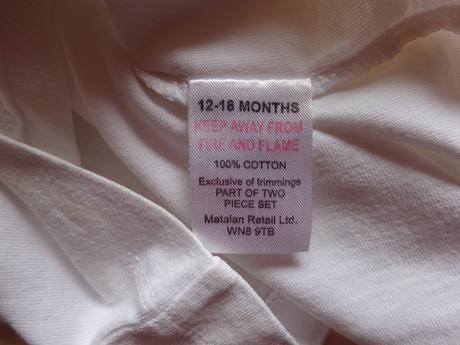 12-18 MONTHS
KEEP AWAY FROM
FIRE AND FLAME
100% COTTON
Exclusive of trimmings
PART OF TWO
PIECE SET
Matalan Retail Ltd.
WN8 9TB